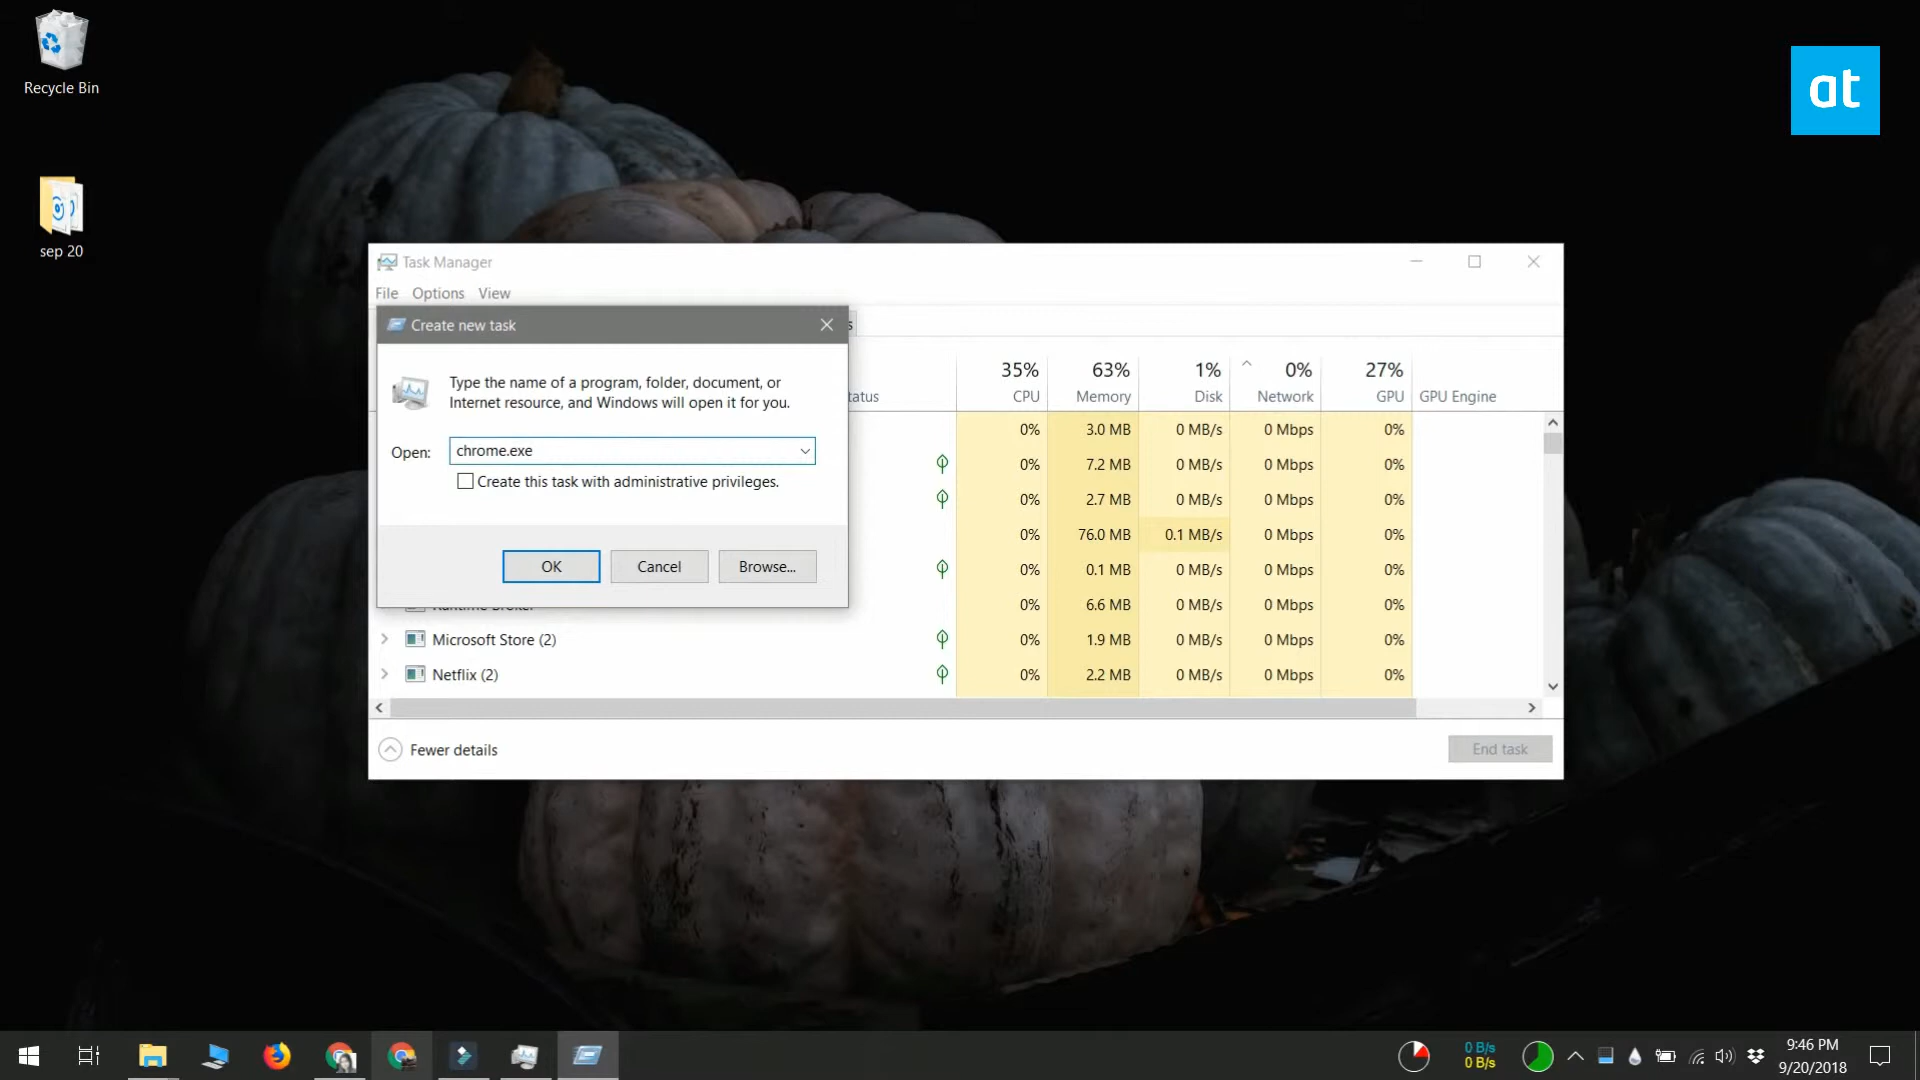 Recycle Bin
at
sep 20
Task Manager
File Options View
Create new task
s
Type the name of a program, folder, document, or
Internet resource, and Windows will open it for you.
Open: chrome.exe
Create this task with administrative privileges.
OK Cancel Browse...
35% 63% 1% 0% 27%
tatus CPU Memory Disk Network GPU GPU Engine
0% 3.0 MB 0 MB/s 0 Mbps 0%
0% 7.2 MB 0 MB/s 0 Mbps 0%
0% 2.7 MB 0 MB/s 0 Mbps 0%
0% 76.0 MB 0.1 MB/s 0 Mbps 0%
0% 0.1 MB 0 MB/s 0 Mbps 0%
Runtime Broker 0% 6.6 MB 0 MB/s 0 Mbps 0%
Microsoft Store (2) 0% 1.9 MB 0 MB/s 0 Mbps 0%
Netflix (2) 0% 2.2 MB 0 MB/s 0 Mbps 0%
Fewer details End task
0 B/s
0 B/s
9:46 PM
9/20/2018